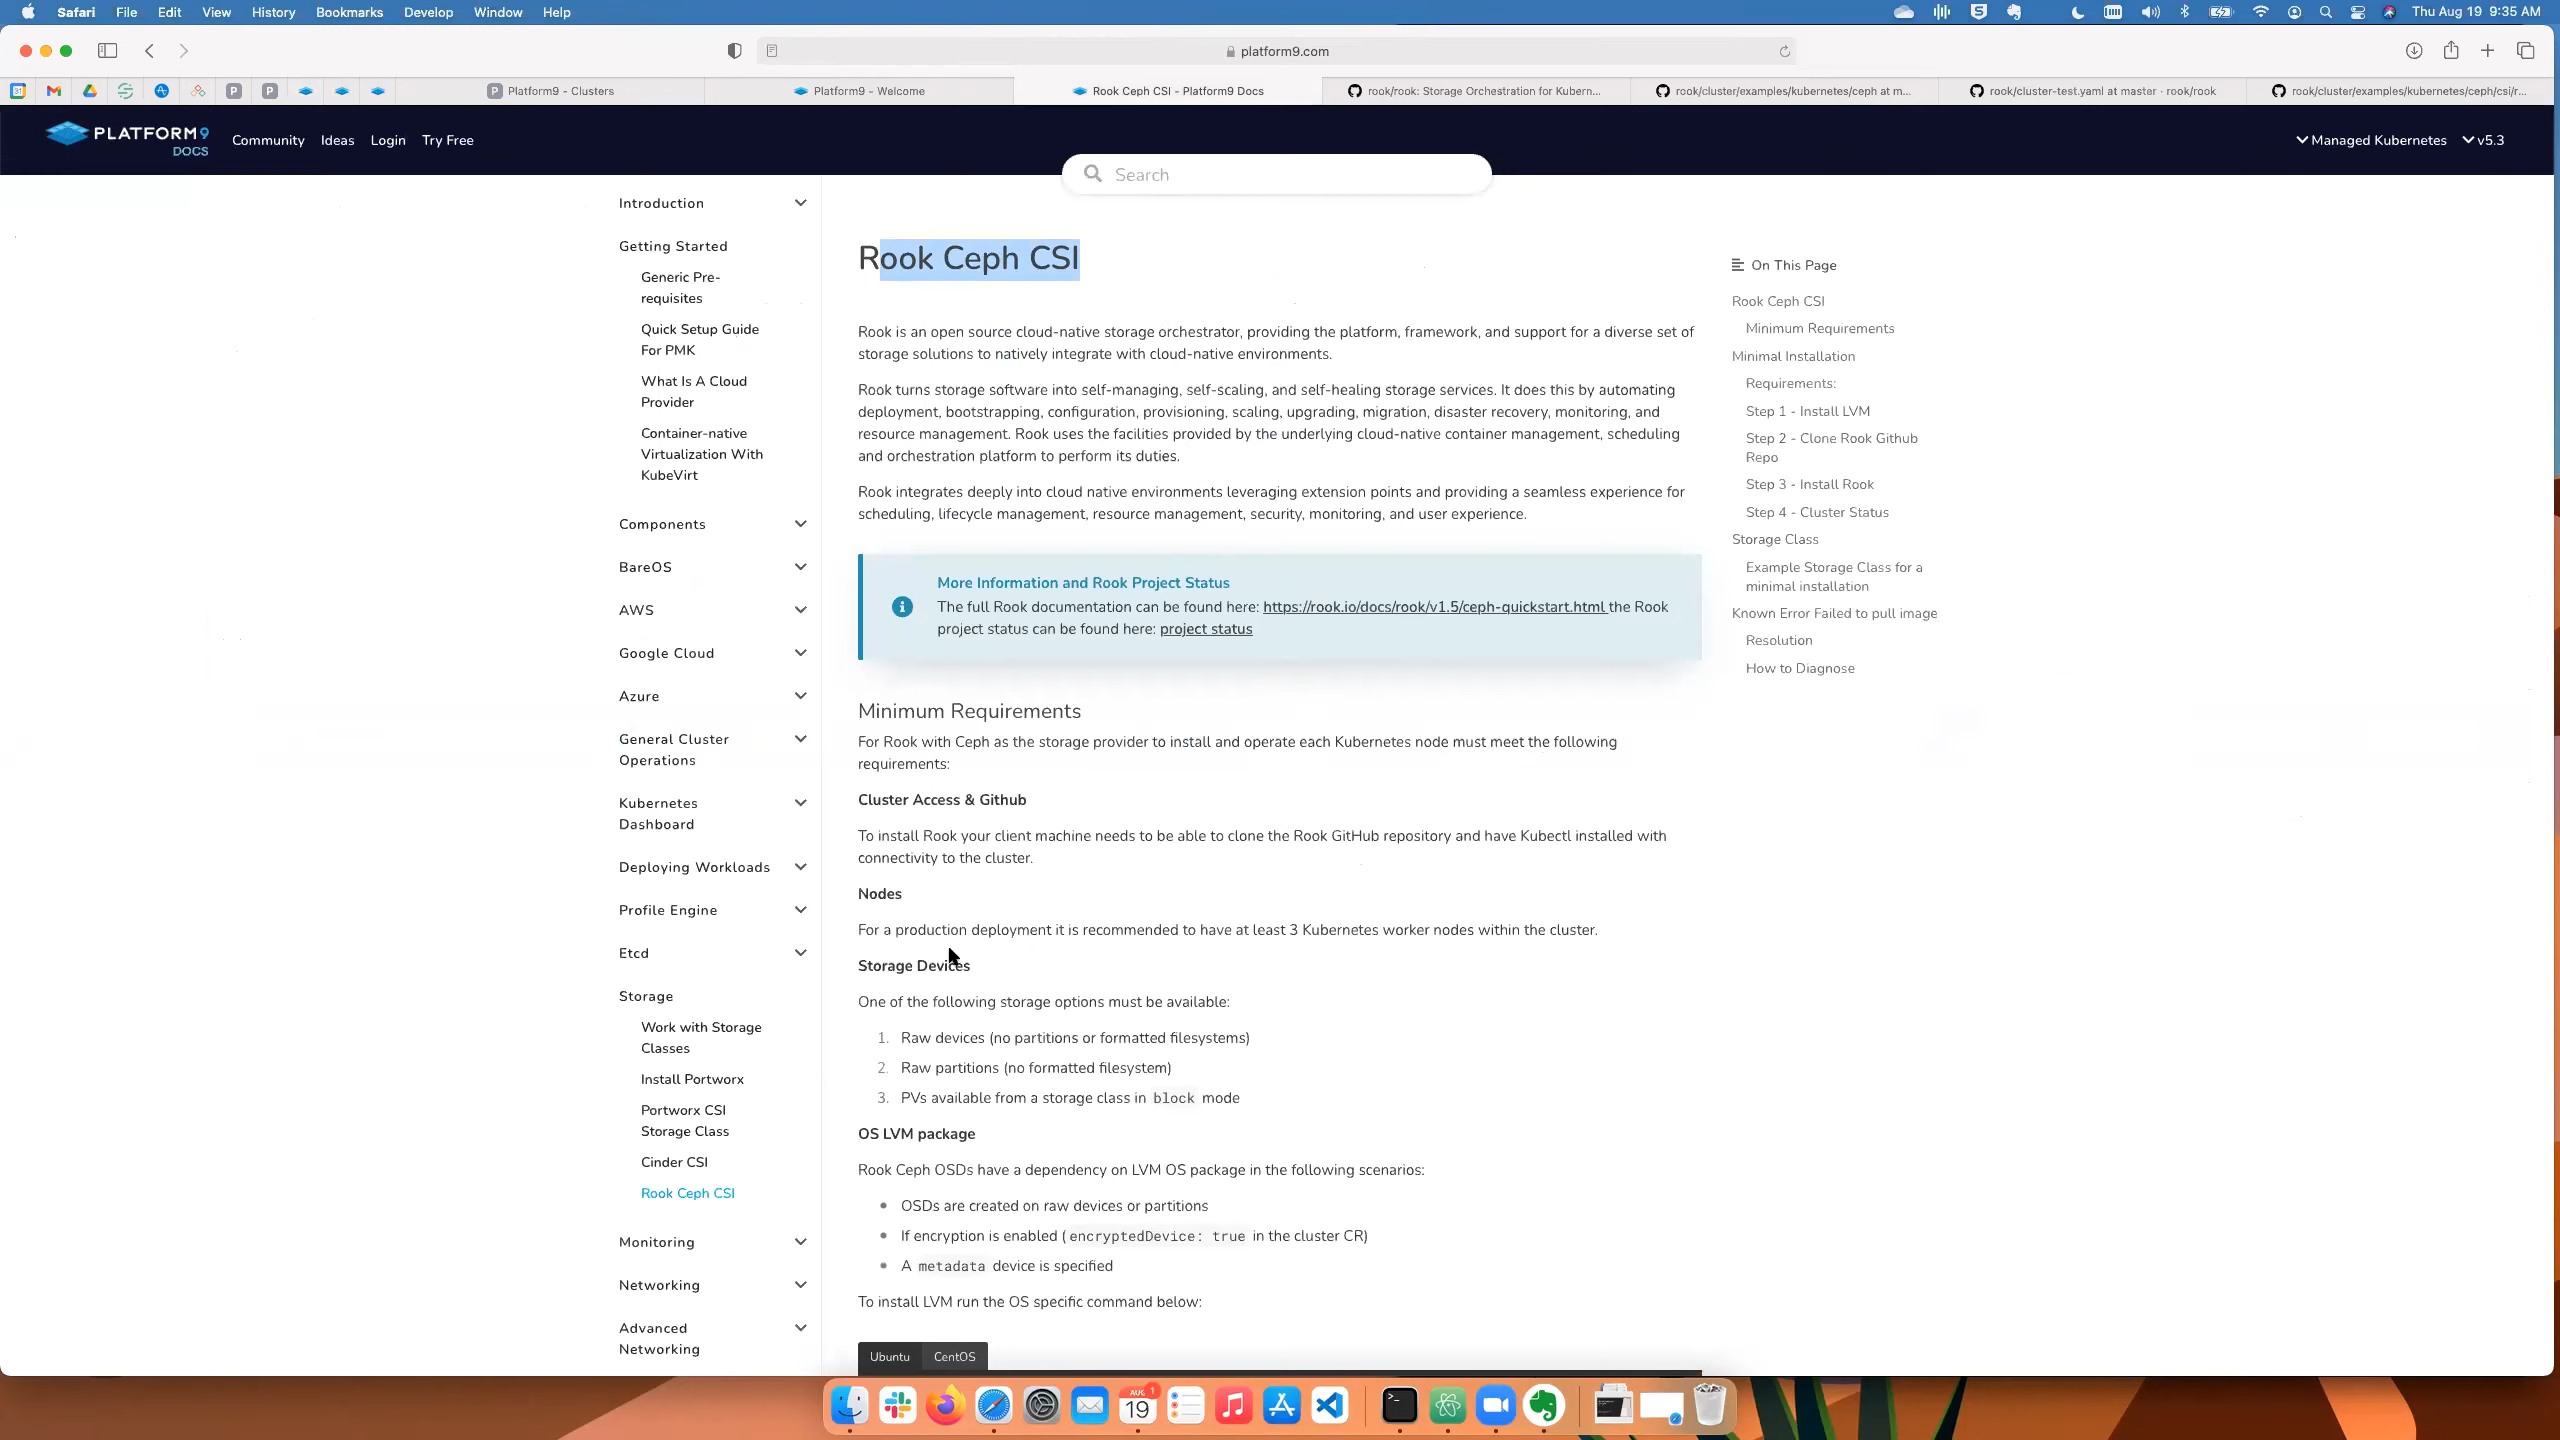 Safari File Edit View History Bookmarks Develop Window Help
Thu Aug 19 9:35 AM
platform9.com
Platform9 - Clusters
Platform9 - Welcome
Rook Ceph CSI - Platform9 Docs
rook/rook: Storage Orchestration for Kubern...
rook/cluster/examples/kubernetes/ceph at m...
rook/cluster-test.yaml at master · rook/rook
rook/cluster/examples/kubernetes/ceph/csi/r...
PLATFORM9
DOCS
Community Ideas Login Try Free
Managed Kubernetes v5.3
Search
Introduction
Getting Started
Generic Pre-
requisites
Quick Setup Guide
For PMK
What Is A Cloud
Provider
Container-native
Virtualization With
KubeVirt
Components
BareOS
AWS
Google Cloud
Azure
General Cluster
Operations
Kubernetes
Dashboard
Deploying Workloads
Profile Engine
Etcd
Storage
Work with Storage
Classes
Install Portworx
Portworx CSI
Storage Class
Cinder CSI
Rook Ceph CSI
Monitoring
Networking
Advanced
Networking
Rook Ceph CSI
Rook is an open source cloud-native storage orchestrator, providing the platform, framework, and support for a diverse set of
storage solutions to natively integrate with cloud-native environments.
Rook turns storage software into self-managing, self-scaling, and self-healing storage services. It does this by automating
deployment, bootstrapping, configuration, provisioning, scaling, upgrading, migration, disaster recovery, monitoring, and
resource management. Rook uses the facilities provided by the underlying cloud-native container management, scheduling
and orchestration platform to perform its duties.
Rook integrates deeply into cloud native environments leveraging extension points and providing a seamless experience for
scheduling, lifecycle management, resource management, security, monitoring, and user experience.
More Information and Rook Project Status
The full Rook documentation can be found here: https://rook.io/docs/rook/v1.5/ceph-quickstart.html the Rook
project status can be found here: project status
Minimum Requirements
For Rook with Ceph as the storage provider to install and operate each Kubernetes node must meet the following
requirements:
Cluster Access & Github
To install Rook your client machine needs to be able to clone the Rook GitHub repository and have Kubectl installed with
connectivity to the cluster.
Nodes
For a production deployment it is recommended to have at least 3 Kubernetes worker nodes within the cluster.
Storage Devices
One of the following storage options must be available:
1. Raw devices (no partitions or formatted filesystems)
2. Raw partitions (no formatted filesystem)
3. PVs available from a storage class in block mode
OS LVM package
Rook Ceph OSDs have a dependency on LVM OS package in the following scenarios:
• OSDs are created on raw devices or partitions
• If encryption is enabled ( encryptedDevice: true in the cluster CR)
• A metadata device is specified
To install LVM run the OS specific command below:
Ubuntu CentOS
On This Page
Rook Ceph CSI
Minimum Requirements
Minimal Installation
Requirements:
Step 1 - Install LVM
Step 2 - Clone Rook Github
Repo
Step 3 - Install Rook
Step 4 - Cluster Status
Storage Class
Example Storage Class for a
minimal installation
Known Error Failed to pull image
Resolution
How to Diagnose
AUG 1
19